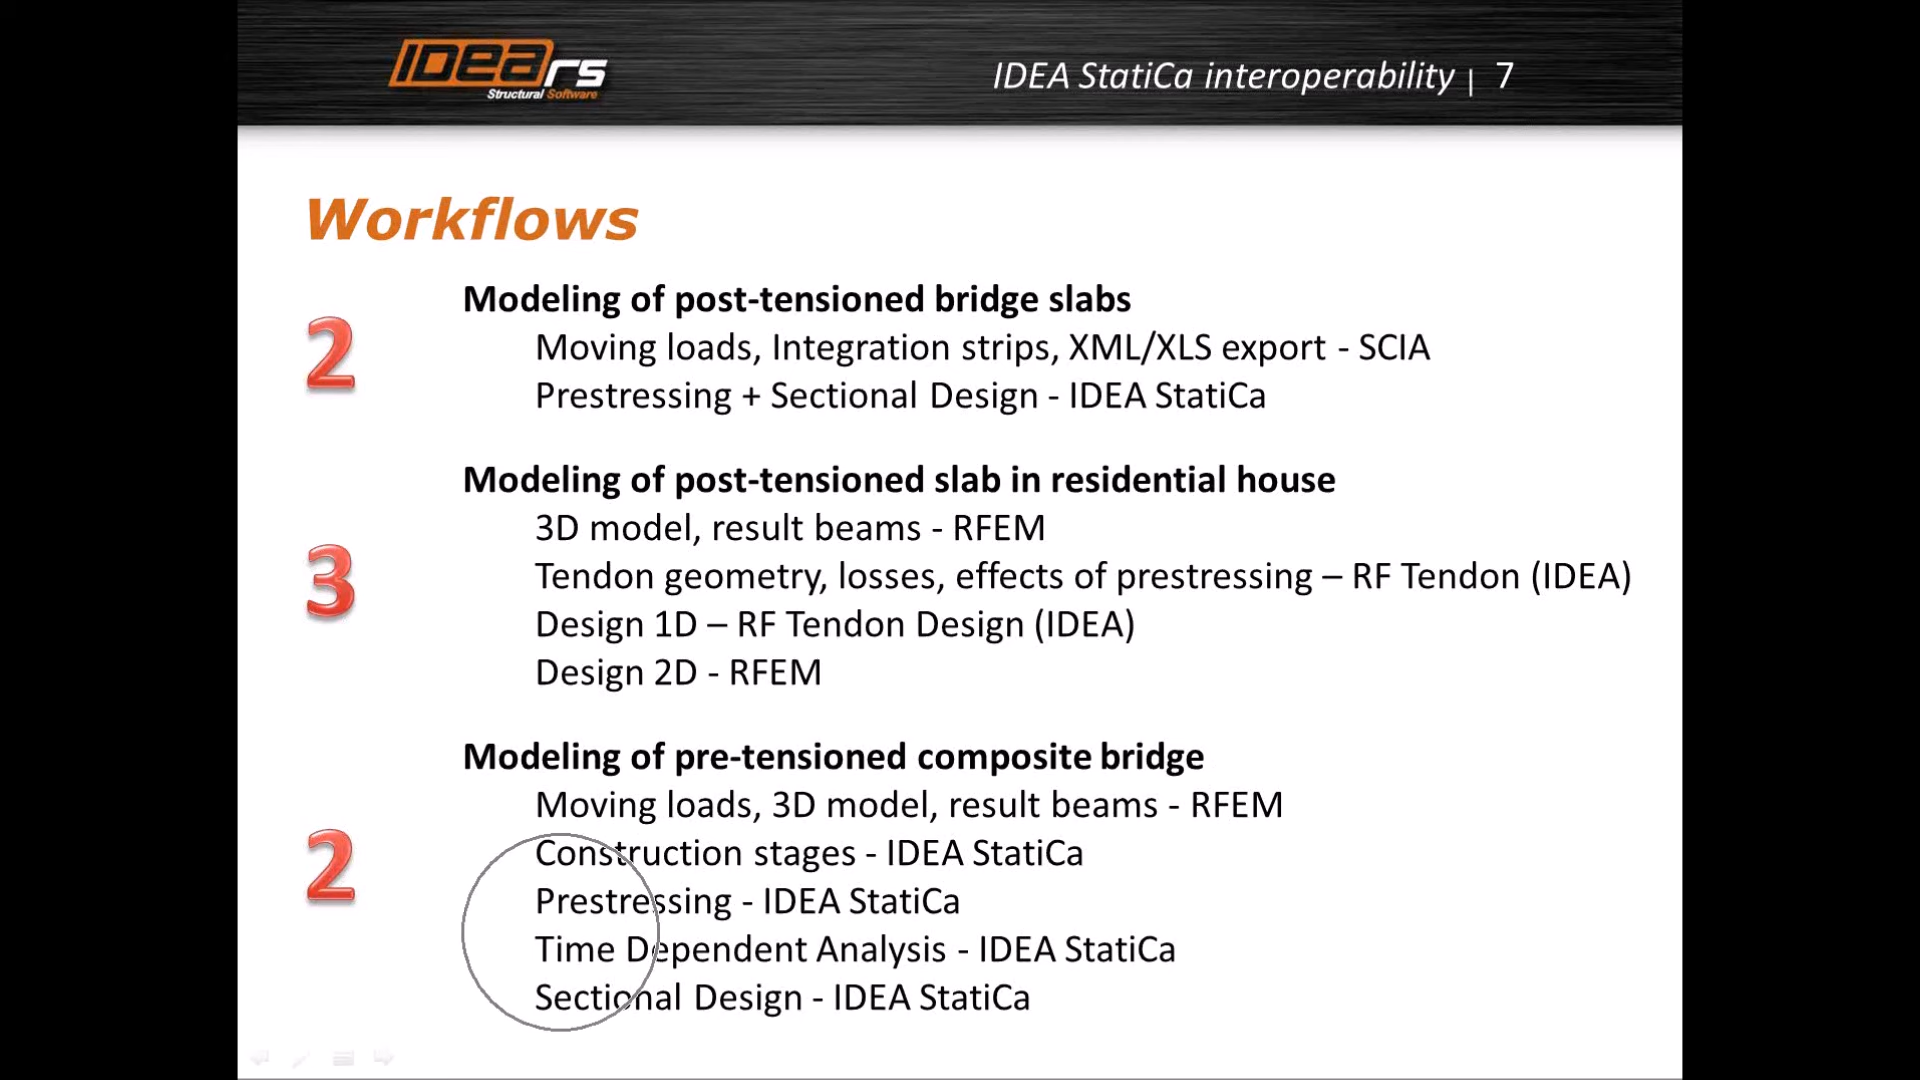 IDEA rs
Structural Software
IDEA StatiCa interoperability | 7
Workflows
2
Modeling of post-tensioned bridge slabs
Moving loads, Integration strips, XML/XLS export - SCIA
Prestressing + Sectional Design - IDEA StatiCa
3
Modeling of post-tensioned slab in residential house
3D model, result beams - RFEM
Tendon geometry, losses, effects of prestressing – RF Tendon (IDEA)
Design 1D – RF Tendon Design (IDEA)
Design 2D - RFEM
2
Modeling of pre-tensioned composite bridge
Moving loads, 3D model, result beams - RFEM
Construction stages - IDEA StatiCa
Prestressing - IDEA StatiCa
Time Dependent Analysis - IDEA StatiCa
Sectional Design - IDEA StatiCa